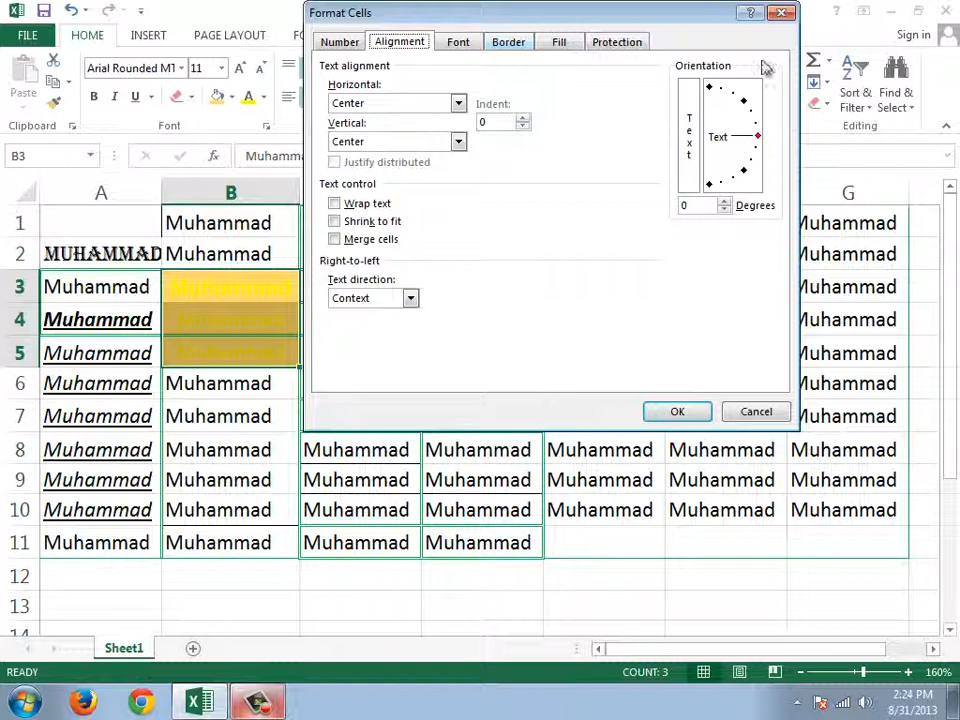 Format Cells
FILE HOME INSERT PAGE LAYOUT Sign in
Number Alignment Font Border Fill Protection
Paste Arial Rounded MT 11 B I U Sort & Filter Find & Select
Clipboard Font Editing
Text alignment
Horizontal:
Center
Indent:
0
Vertical:
Center
Justify distributed
Text control
Wrap text
Shrink to fit
Merge cells
Right-to-left
Text direction:
Context
Orientation
Text Text
0 Degrees
OK Cancel
B3
A B G
1 Muhammad Muhammad
2 MUHAMMAD Muhammad Muhammad
3 Muhammad Muhammad Muhammad
4 Muhammad Muhammad Muhammad
5 Muhammad Muhammad Muhammad
6 Muhammad Muhammad Muhammad
7 Muhammad Muhammad Muhammad
8 Muhammad Muhammad Muhammad Muhammad Muhammad Muhammad Muhammad
9 Muhammad Muhammad Muhammad Muhammad Muhammad Muhammad Muhammad
10 Muhammad Muhammad Muhammad Muhammad Muhammad Muhammad Muhammad
11 Muhammad Muhammad Muhammad Muhammad
12
13
14
Sheet1
READY COUNT: 3 160%
2:24 PM
8/31/2013